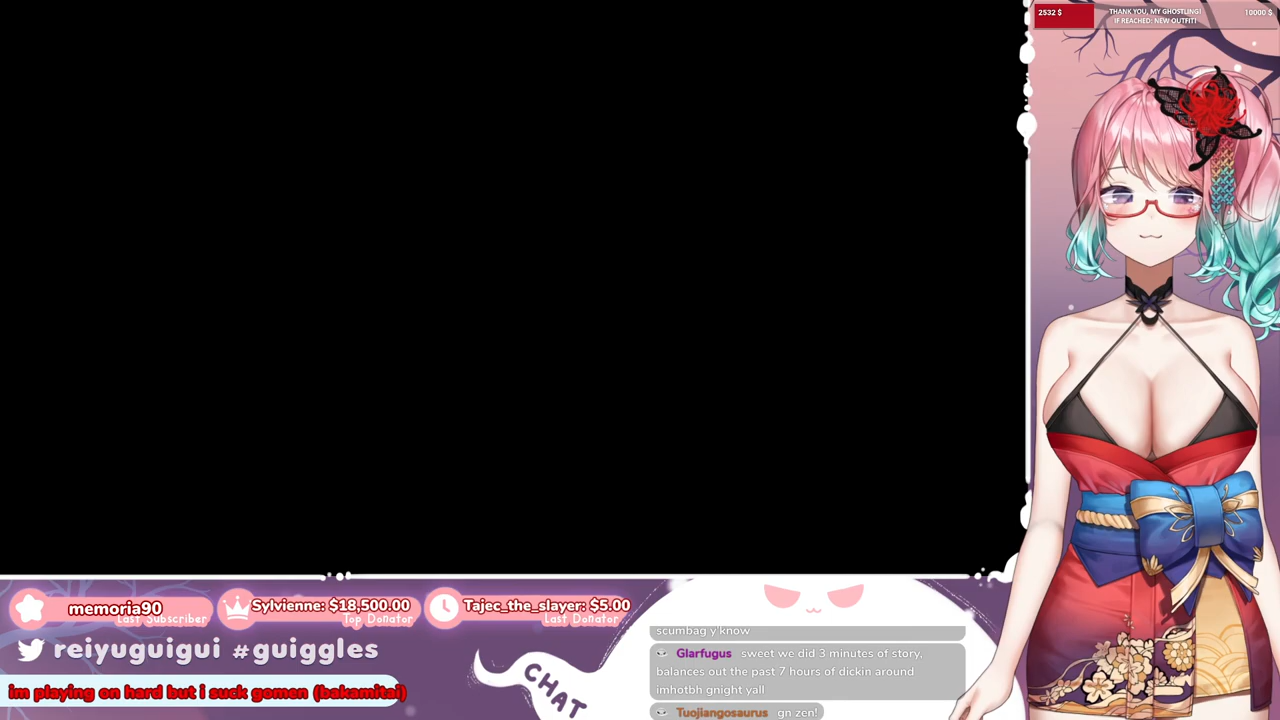 2532 $
THANK YOU, MY GHOSTLING!
IF REACHED: NEW OUTFIT!
10000 $
memoria90
Last Subscriber
Sylvienne: $18,500.00
Top Donator
Tajec_the_slayer: $5.00
Last Donator
reiyuguigui #guiggles
im playing on hard but i suck gomen (bakamitai)
CHAT
scumbag y'know
Glarfugus sweet we did 3 minutes of story,
balances out the past 7 hours of dickin around
imhotbh gnight yall
Tuojiangosaurus gn zen!